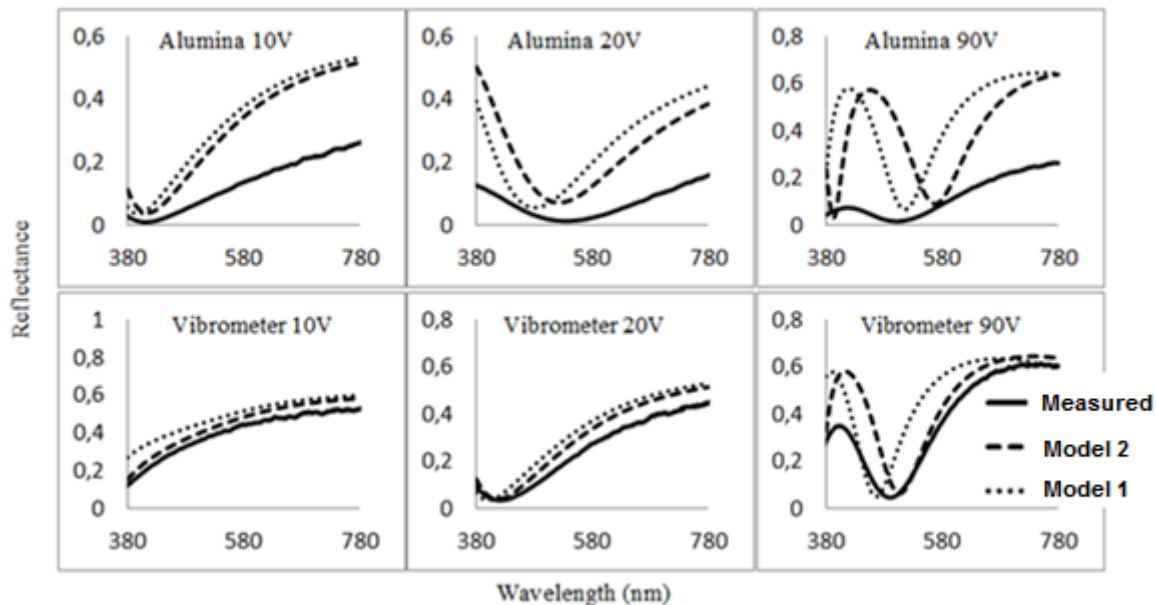 Reflectance
Alumina 10V
0,6
0,4
0,2
0
380 580 780
Alumina 20V
0,6
0,4
0,2
0
380 580 780
Alumina 90V
0,8
0,6
0,4
0,2
0
380 580 780
Vibrometer 10V
1
0,8
0,6
0,4
0,2
0
380 580 780
Vibrometer 20V
0,8
0,6
0,4
0,2
0
380 580 780
Vibrometer 90V
0,8
0,6
0,4
0,2
0
380 580 780
Measured
Model 2
Model 1
Wavelength (nm)